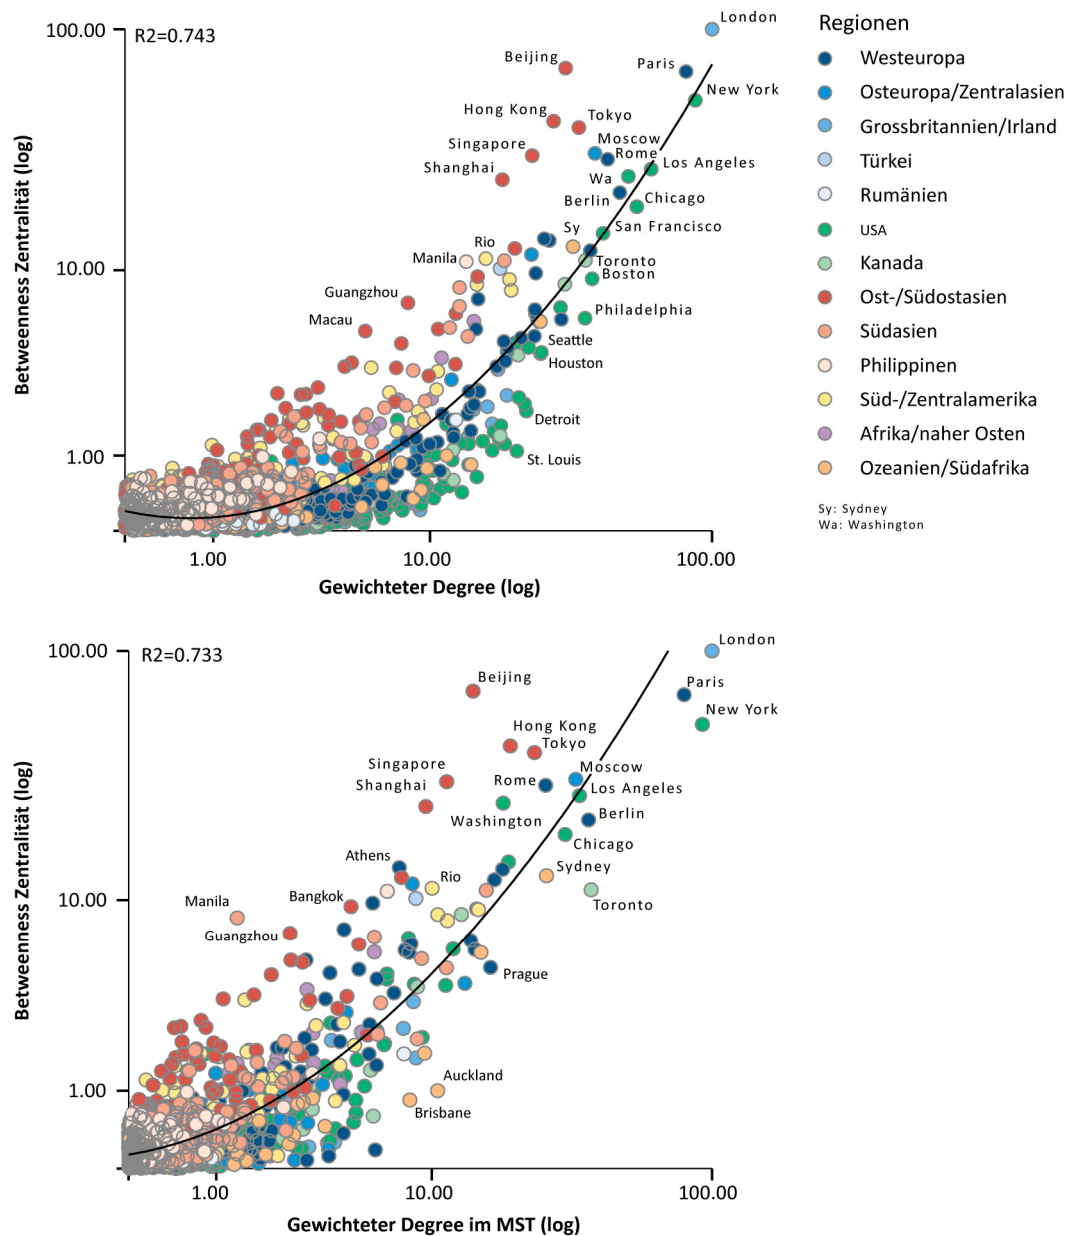 100.00
R2=0.743
London
Beijing
Paris
New York
Hong Kong
Tokyo
Singapore
Moscow
Rome
Shanghai
Los Angeles
Wa
Berlin
Chicago
Sy
San Francisco
Rio
Manila
10.00
Toronto
Boston
Guangzhou
Macau
Philadelphia
Seattle
Houston
Detroit
St. Louis
1.00
Betweenness Zentralität (log)
1.00
10.00
100.00
Gewichteter Degree (log)
Regionen
Westeuropa
Osteuropa/Zentralasien
Grossbritannien/Irland
Türkei
Rumänien
USA
Kanada
Ost-/Südostasien
Südasien
Philippinen
Süd-/Zentralamerika
Afrika/naher Osten
Ozeanien/Südafrika
Sy: Sydney
Wa: Washington
100.00
R2=0.733
London
Beijing
Paris
New York
Hong Kong
Tokyo
Singapore
Moscow
Rome
Shanghai
Los Angeles
Washington
Berlin
Chicago
Athens
Sydney
Rio
Bangkok
Manila
10.00
Toronto
Guangzhou
Prague
Auckland
1.00
Brisbane
Betweenness Zentralität (log)
1.00
10.00
100.00
Gewichteter Degree im MST (log)